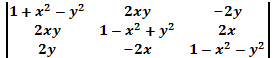 |1 + x² − y² 2xy −2y|
|2xy 1 − x² + y² 2x|
|2y −2x 1 − x² − y²|